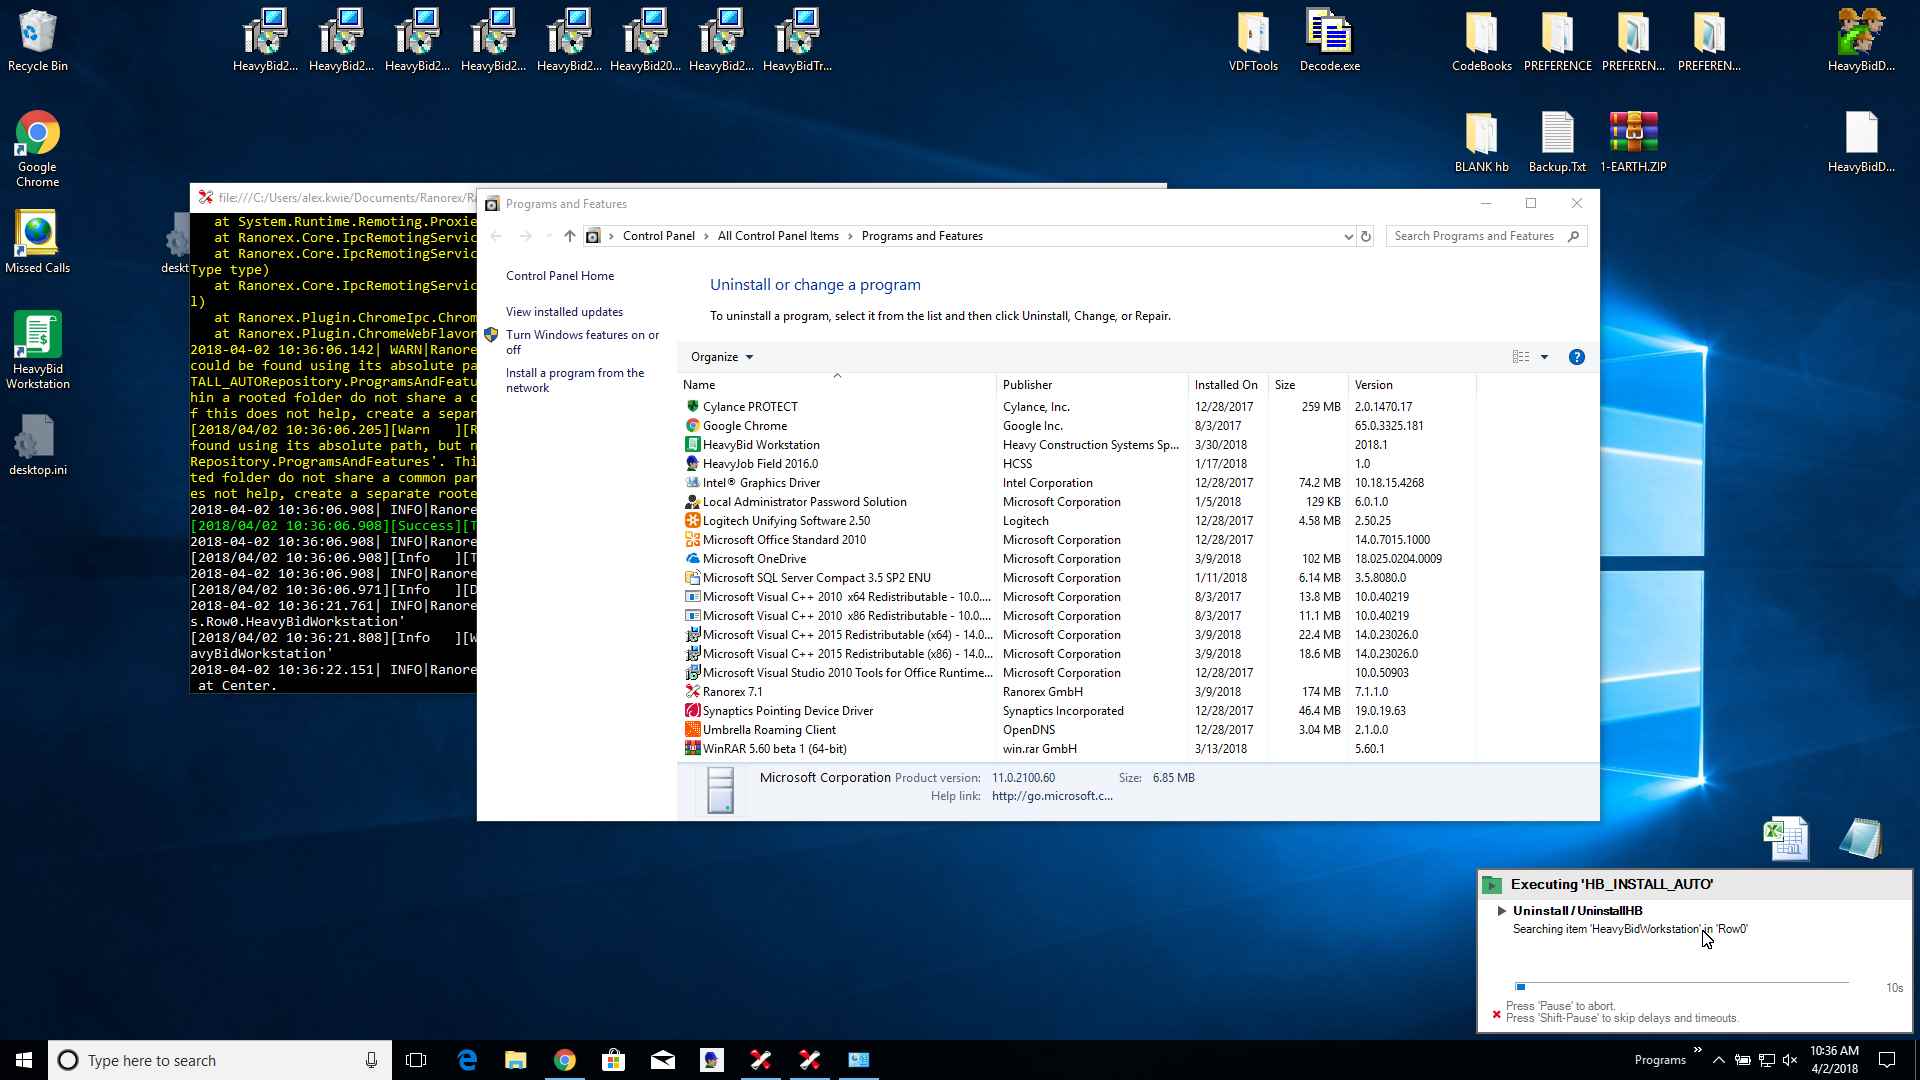 Recycle Bin
HeavyBid2...
HeavyBid2...
HeavyBid2...
HeavyBid2...
HeavyBid2...
HeavyBid20...
HeavyBid2...
HeavyBidTr...
VDFTools
Decode.exe
CodeBooks
PREFERENCE
PREFEREN...
PREFEREN...
HeavyBidD...
Google
Chrome
BLANK hb
Backup.Txt
1-EARTH.ZIP
HeavyBidD...
Missed Calls
deskt
HeavyBid
Workstation
desktop.ini
file:///C:/Users/alex.kwie/Documents/Ranorex/R
at System.Runtime.Remoting.Proxie
at Ranorex.Core.IpcRemotingServic
at Ranorex.Core.IpcRemotingServic
Type type)
at Ranorex.Core.IpcRemotingServic
l)
at Ranorex.Plugin.ChromeIpc.Chrom
at Ranorex.Plugin.ChromeWebFlavor
2018-04-02 10:36:06.142| WARN|Ranore
could be found using its absolute pa
TALL_AUTORepository.ProgramsAndFeatu
hin a rooted folder do not share a c
f this does not help, create a separ
[2018/04/02 10:36:06.205][Warn   ][R
found using its absolute path, but n
Repository.ProgramsAndFeatures'. Thi
ted folder do not share a common par
es not help, create a separate roote
2018-04-02 10:36:06.908| INFO|Ranore
[2018/04/02 10:36:06.908][Success][T
2018-04-02 10:36:06.908| INFO|Ranore
[2018/04/02 10:36:06.908][Info   ][T
2018-04-02 10:36:06.908| INFO|Ranore
[2018/04/02 10:36:06.971][Info   ][D
2018-04-02 10:36:21.761| INFO|Ranore
s.Row0.HeavyBidWorkstation'
[2018/04/02 10:36:21.808][Info   ][W
avyBidWorkstation'
2018-04-02 10:36:22.151| INFO|Ranore
at Center.
Programs and Features
Control Panel > All Control Panel Items > Programs and Features
Search Programs and Features
Control Panel Home
View installed updates
Turn Windows features on or
off
Install a program from the
network
Uninstall or change a program
To uninstall a program, select it from the list and then click Uninstall, Change, or Repair.
Organize
Name Publisher Installed On Size Version
Cylance PROTECT Cylance, Inc. 12/28/2017 259 MB 2.0.1470.17
Google Chrome Google Inc. 8/3/2017 65.0.3325.181
HeavyBid Workstation Heavy Construction Systems Sp... 3/30/2018 2018.1
HeavyJob Field 2016.0 HCSS 1/17/2018 1.0
Intel® Graphics Driver Intel Corporation 12/28/2017 74.2 MB 10.18.15.4268
Local Administrator Password Solution Microsoft Corporation 1/5/2018 129 KB 6.0.1.0
Logitech Unifying Software 2.50 Logitech 12/28/2017 4.58 MB 2.50.25
Microsoft Office Standard 2010 Microsoft Corporation 12/28/2017 14.0.7015.1000
Microsoft OneDrive Microsoft Corporation 3/9/2018 102 MB 18.025.0204.0009
Microsoft SQL Server Compact 3.5 SP2 ENU Microsoft Corporation 1/11/2018 6.14 MB 3.5.8080.0
Microsoft Visual C++ 2010  x64 Redistributable - 10.0.... Microsoft Corporation 8/3/2017 13.8 MB 10.0.40219
Microsoft Visual C++ 2010  x86 Redistributable - 10.0.... Microsoft Corporation 8/3/2017 11.1 MB 10.0.40219
Microsoft Visual C++ 2015 Redistributable (x64) - 14.0... Microsoft Corporation 3/9/2018 22.4 MB 14.0.23026.0
Microsoft Visual C++ 2015 Redistributable (x86) - 14.0... Microsoft Corporation 3/9/2018 18.6 MB 14.0.23026.0
Microsoft Visual Studio 2010 Tools for Office Runtime... Microsoft Corporation 12/28/2017 10.0.50903
Ranorex 7.1 Ranorex GmbH 3/9/2018 174 MB 7.1.1.0
Synaptics Pointing Device Driver Synaptics Incorporated 12/28/2017 46.4 MB 19.0.19.63
Umbrella Roaming Client OpenDNS 12/28/2017 3.04 MB 2.1.0.0
WinRAR 5.60 beta 1 (64-bit) win.rar GmbH 3/13/2018 5.60.1
Microsoft Corporation Product version: 11.0.2100.60 Size: 6.85 MB
Help link: http://go.microsoft.c...
Executing 'HB_INSTALL_AUTO'
Uninstall / UninstallHB
Searching item 'HeavyBidWorkstation' in 'Row0'
10s
Press 'Pause' to abort.
Press 'Shift-Pause' to skip delays and timeouts.
Type here to search
Programs
10:36 AM
4/2/2018